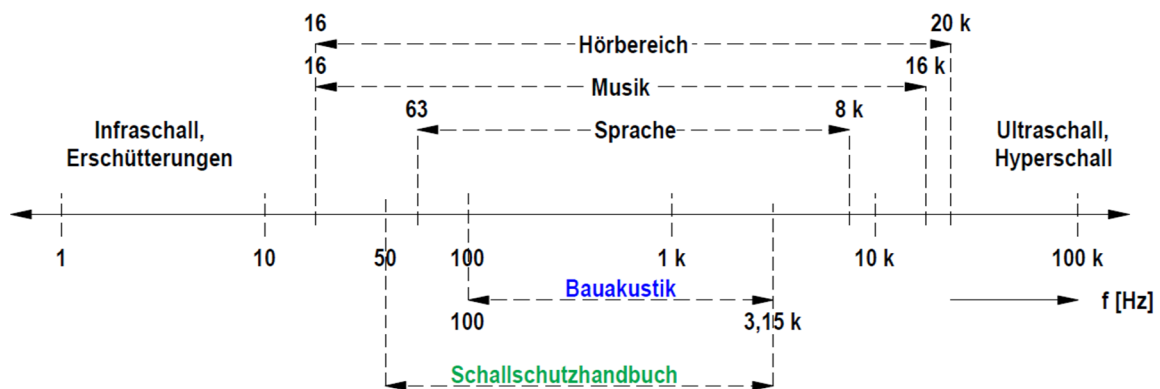 16 20 k
Hörbereich
16 16 k
Musik
63 8 k
Sprache
Infraschall,
Erschütterungen
Ultraschall,
Hyperschall
1 10 50 100 1 k 10 k 100 k
Bauakustik
f [Hz]
100 3,15 k
Schallschutzhandbuch